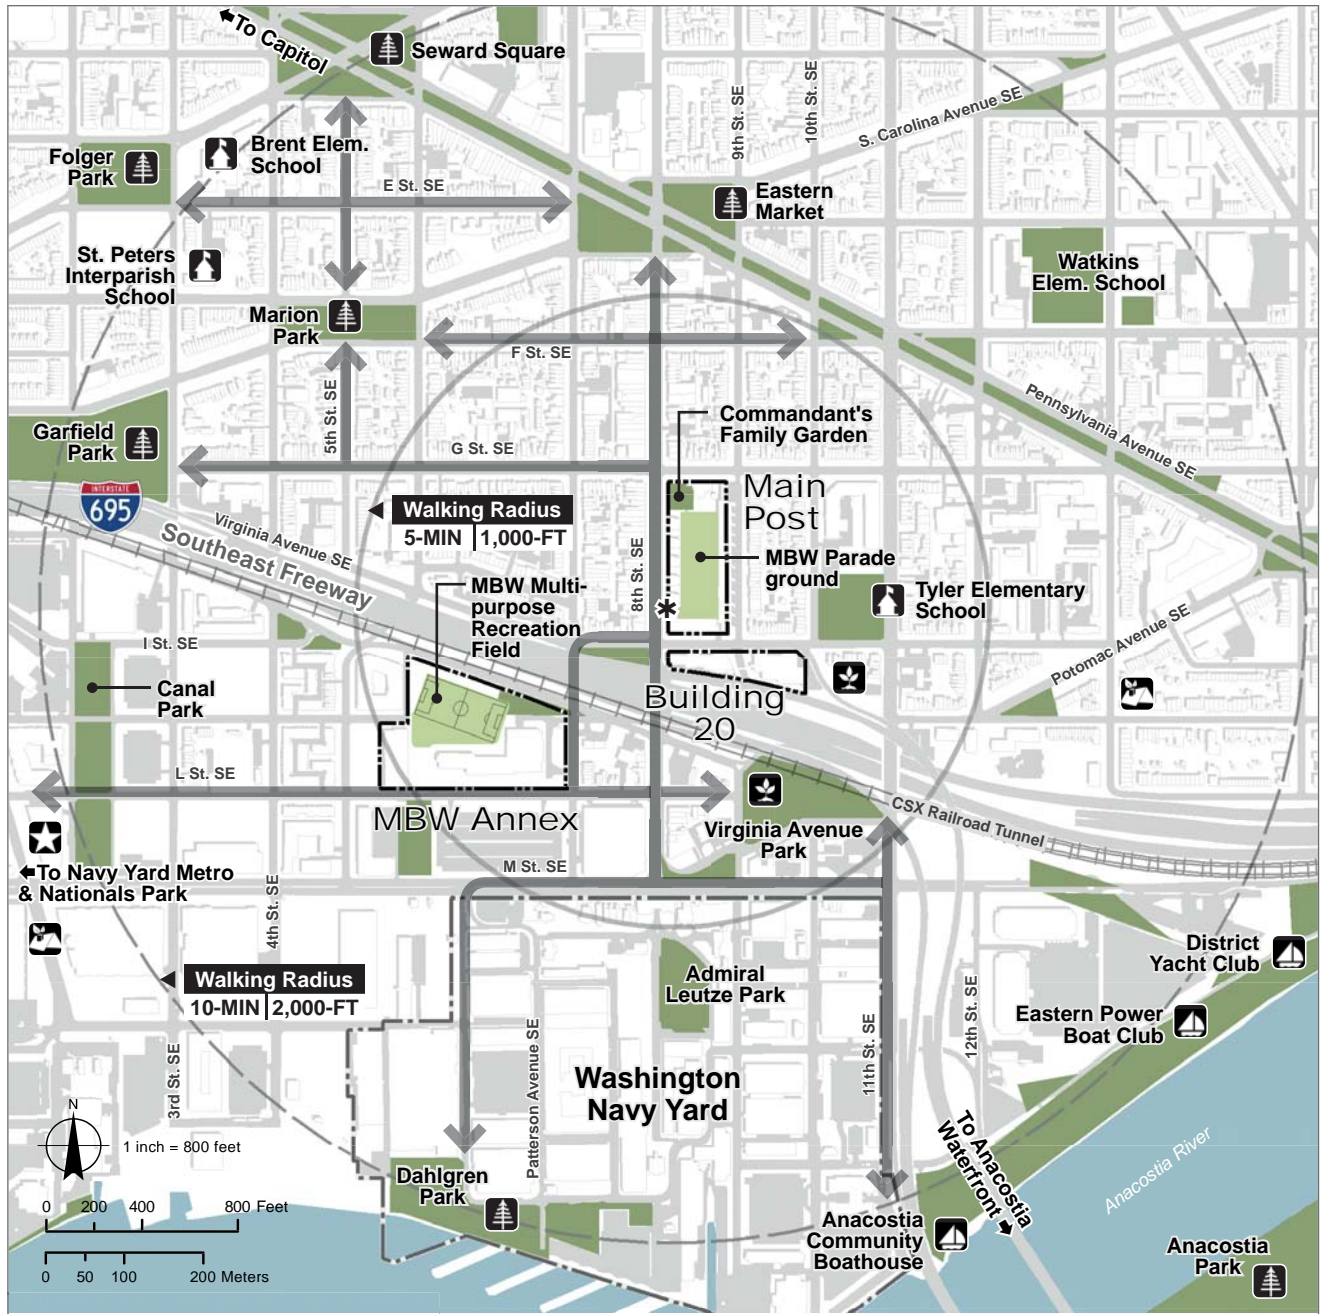 To Capitol
Seward Square
9th St. SE
10th St. SE
S. Carolina Avenue SE
Brent Elem.
School
Folger
Park
E St. SE
Eastern
Market
St. Peters
Interparish
School
Watkins
Elem. School
Marion
Park
F St. SE
5th St. SE
Pennsylvania Avenue SE
Commandant's
Family Garden
Garfield
Park
G St. SE
INTERSTATE
695
Main
Post
Walking Radius
5-MIN 1,000-FT
Virginia Avenue SE
Southeast Freeway
8th St. SE
*
MBW Parade
ground
MBW Multi-
purpose
Recreation
Field
Tyler Elementary
School
Potomac Avenue SE
I St. SE
Canal
Park
Building
20
L St. SE
MBW Annex
CSX Railroad Tunnel
Virginia Avenue
Park
M St. SE
To Navy Yard Metro
& Nationals Park
4th St. SE
District
Yacht Club
Walking Radius
10-MIN 2,000-FT
Admiral
Leutze Park
Eastern Power
Boat Club
3rd St. SE
Patterson Avenue SE
11th St. SE
12th St. SE
Washington
Navy Yard
N
1 inch = 800 feet
To Anacostia
Waterfront
Anacostia River
Dahlgren
Park
0 200 400 800 Feet
Anacostia
Community
Boathouse
Anacostia
Park
0 50 100 200 Meters